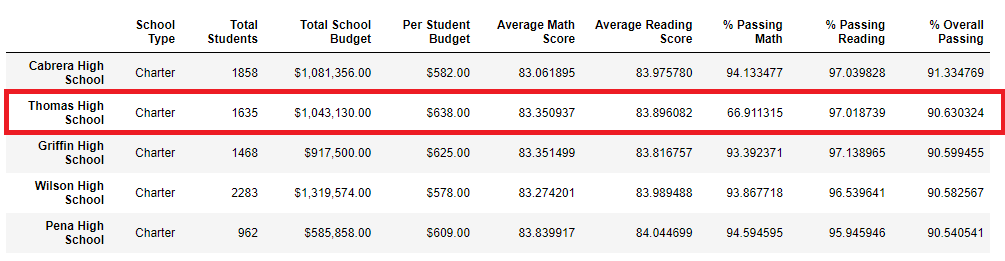 School Type Total Students Total School Budget Per Student Budget Average Math Score Average Reading Score % Passing Math % Passing Reading % Overall Passing
Cabrera High School Charter 1858 $1,081,356.00 $582.00 83.061895 83.975780 94.133477 97.039828 91.334769
Thomas High School Charter 1635 $1,043,130.00 $638.00 83.350937 83.896082 66.911315 97.018739 90.630324
Griffin High School Charter 1468 $917,500.00 $625.00 83.351499 83.816757 93.392371 97.138965 90.599455
Wilson High School Charter 2283 $1,319,574.00 $578.00 83.274201 83.989488 93.867718 96.539641 90.582567
Pena High School Charter 962 $585,858.00 $609.00 83.839917 84.044699 94.594595 95.945946 90.540541